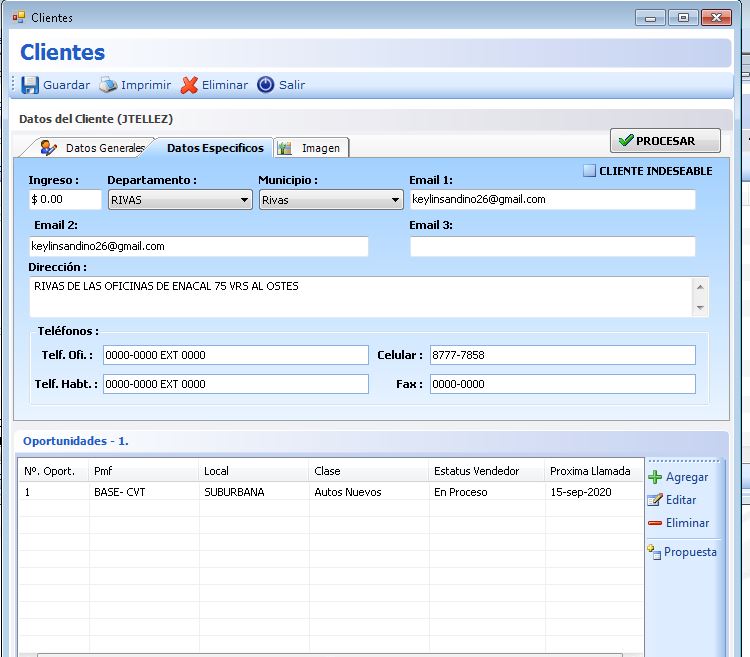 Clientes
Clientes
Guardar Imprimir Eliminar Salir
Datos del Cliente (JTELLEZ)
Datos Generales Datos Especificos Imagen PROCESAR
CLIENTE INDESEABLE
Ingreso : Departamento : Municipio : Email 1:
$ 0.00 RIVAS Rivas keylinsandino26@gmail.com
Email 2: Email 3:
keylinsandino26@gmail.com
Dirección :
RIVAS DE LAS OFICINAS DE ENACAL 75 VRS AL OSTES
Teléfonos :
Telf. Ofi. : 0000-0000 EXT 0000 Celular : 8777-7858
Telf. Habt. : 0000-0000 EXT 0000 Fax : 0000-0000
Oportunidades - 1.
Nº. Oport. Pmf Local Clase Estatus Vendedor Proxima Llamada
1 BASE- CVT SUBURBANA Autos Nuevos En Proceso 15-sep-2020
Agregar
Editar
Eliminar
Propuesta